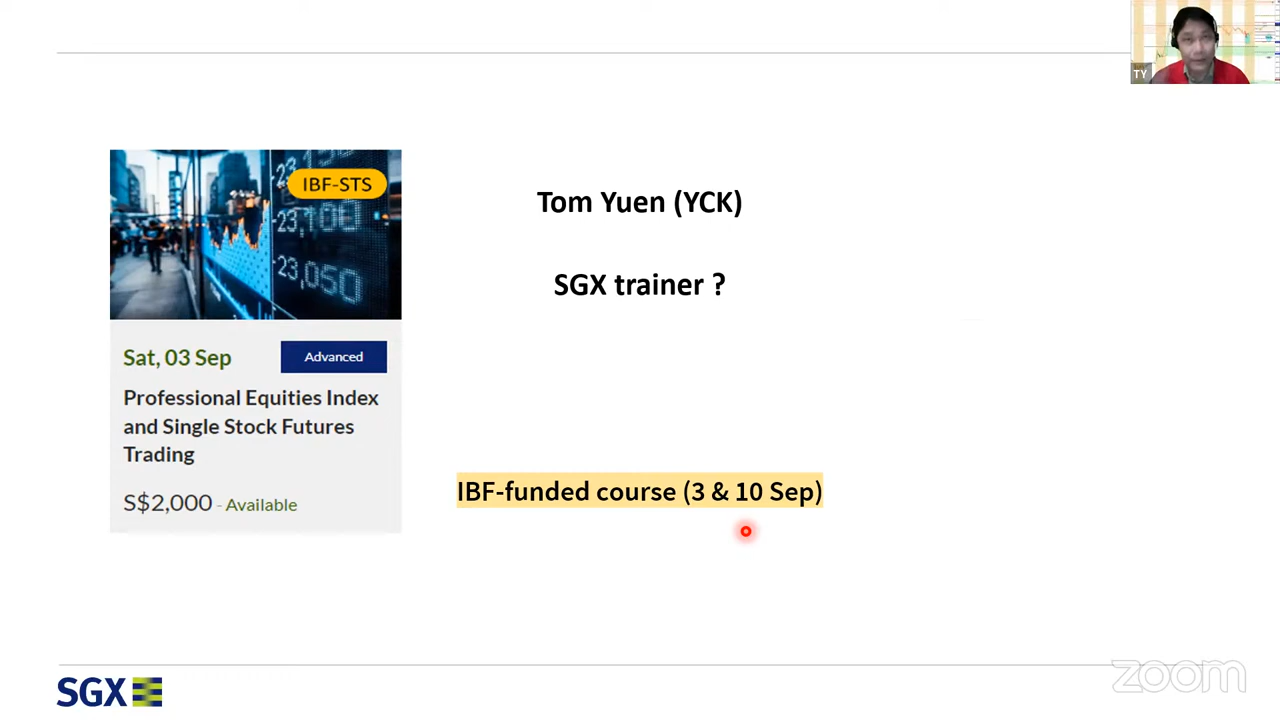 TY
IBF-STS
23,100
23,050
Tom Yuen (YCK)
SGX trainer ?
Sat, 03 Sep
Advanced
Professional Equities Index
and Single Stock Futures
Trading
S$2,000 - Available
IBF-funded course (3 & 10 Sep)
SGX
zoom